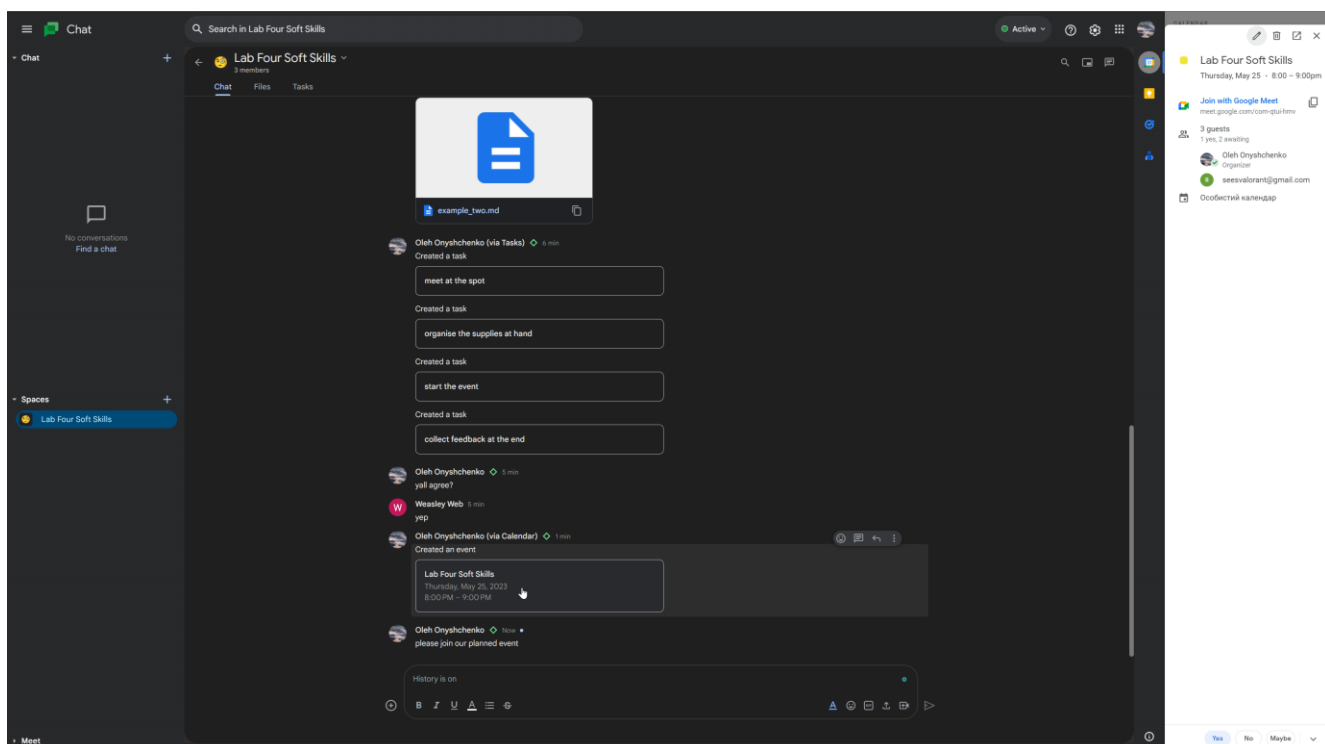 Chat
Search in Lab Four Soft Skills
Active
Chat
No conversations
Find a chat
Spaces
Lab Four Soft Skills
Meet
Lab Four Soft Skills
3 members
Chat Files Tasks
example_two.md
Oleh Onyshchenko (via Tasks) 6 min
Created a task
meet at the spot
Created a task
organise the supplies at hand
Created a task
start the event
Created a task
collect feedback at the end
Oleh Onyshchenko 5 min
yall agree?
W
Weasley Web 5 min
yep
Oleh Onyshchenko (via Calendar) 1 min
Created an event
Lab Four Soft Skills
Thursday, May 25, 2023
8:00 PM – 9:00 PM
Oleh Onyshchenko Now
please join our planned event
History is on
B I U A S
A GIF
CALENDAR
Lab Four Soft Skills
Thursday, May 25 · 8:00 – 9:00pm
Join with Google Meet
meet.google.com/com-qtui-hmv
3 guests
1 yes, 2 awaiting
Oleh Onyshchenko
Organizer
seesvalorant@gmail.com
Особистий календар
Yes No Maybe